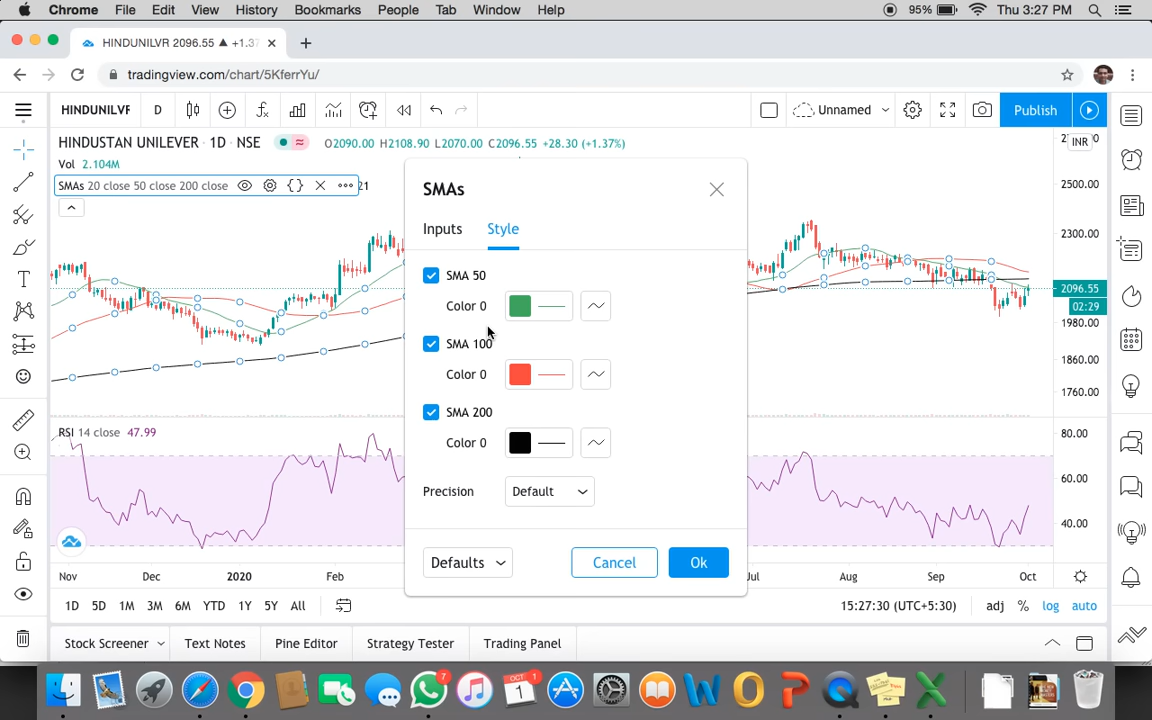 Chrome File Edit View History Bookmarks People Tab Window Help 95% Thu 3:27 PM
HINDUNILVR 2096.55 ▲ +1.3
tradingview.com/chart/5KferrYu/
HINDUNILVR D Unnamed Publish
HINDUSTAN UNILEVER · 1D · NSE O2090.00 H2108.90 L2070.00 C2096.55 +28.30 (+1.37%) INR
Vol 2.104M
SMAs 20 close 50 close 200 close 21
2500.00
2300.00
2096.55
02:29
1980.00
1860.00
1760.00
SMAs
Inputs Style
SMA 50
Color 0
SMA 100
Color 0
SMA 200
Color 0
Precision Default
Defaults Cancel Ok
RSI 14 close 47.99
80.00
60.00
40.00
Nov Dec 2020 Feb Jul Aug Sep Oct
1D 5D 1M 3M 6M YTD 1Y 5Y All 15:27:30 (UTC+5:30) adj % log auto
Stock Screener Text Notes Pine Editor Strategy Tester Trading Panel
7
OCT
1
1